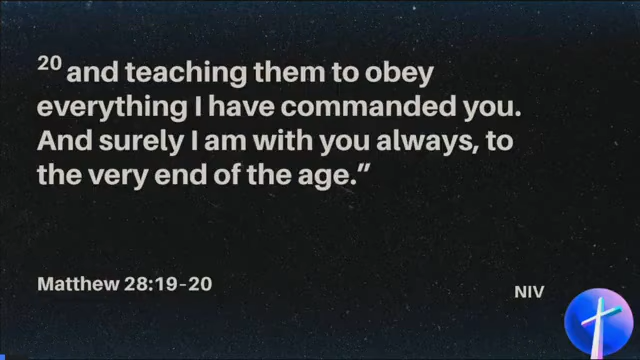 20 and teaching them to obey
everything I have commanded you.
And surely I am with you always, to
the very end of the age.”
Matthew 28:19-20
NIV